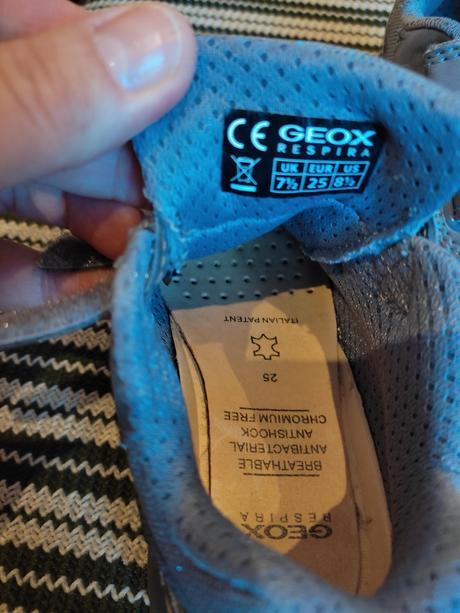 CE GEOX
RESPIRA
UK EUR US
7½ 25 8½
ITALIAN PATENT
25
BREATHABLE
ANTIBACTERIAL
ANTISHOCK
CHROMIUM FREE
GEOX
RESPIRA